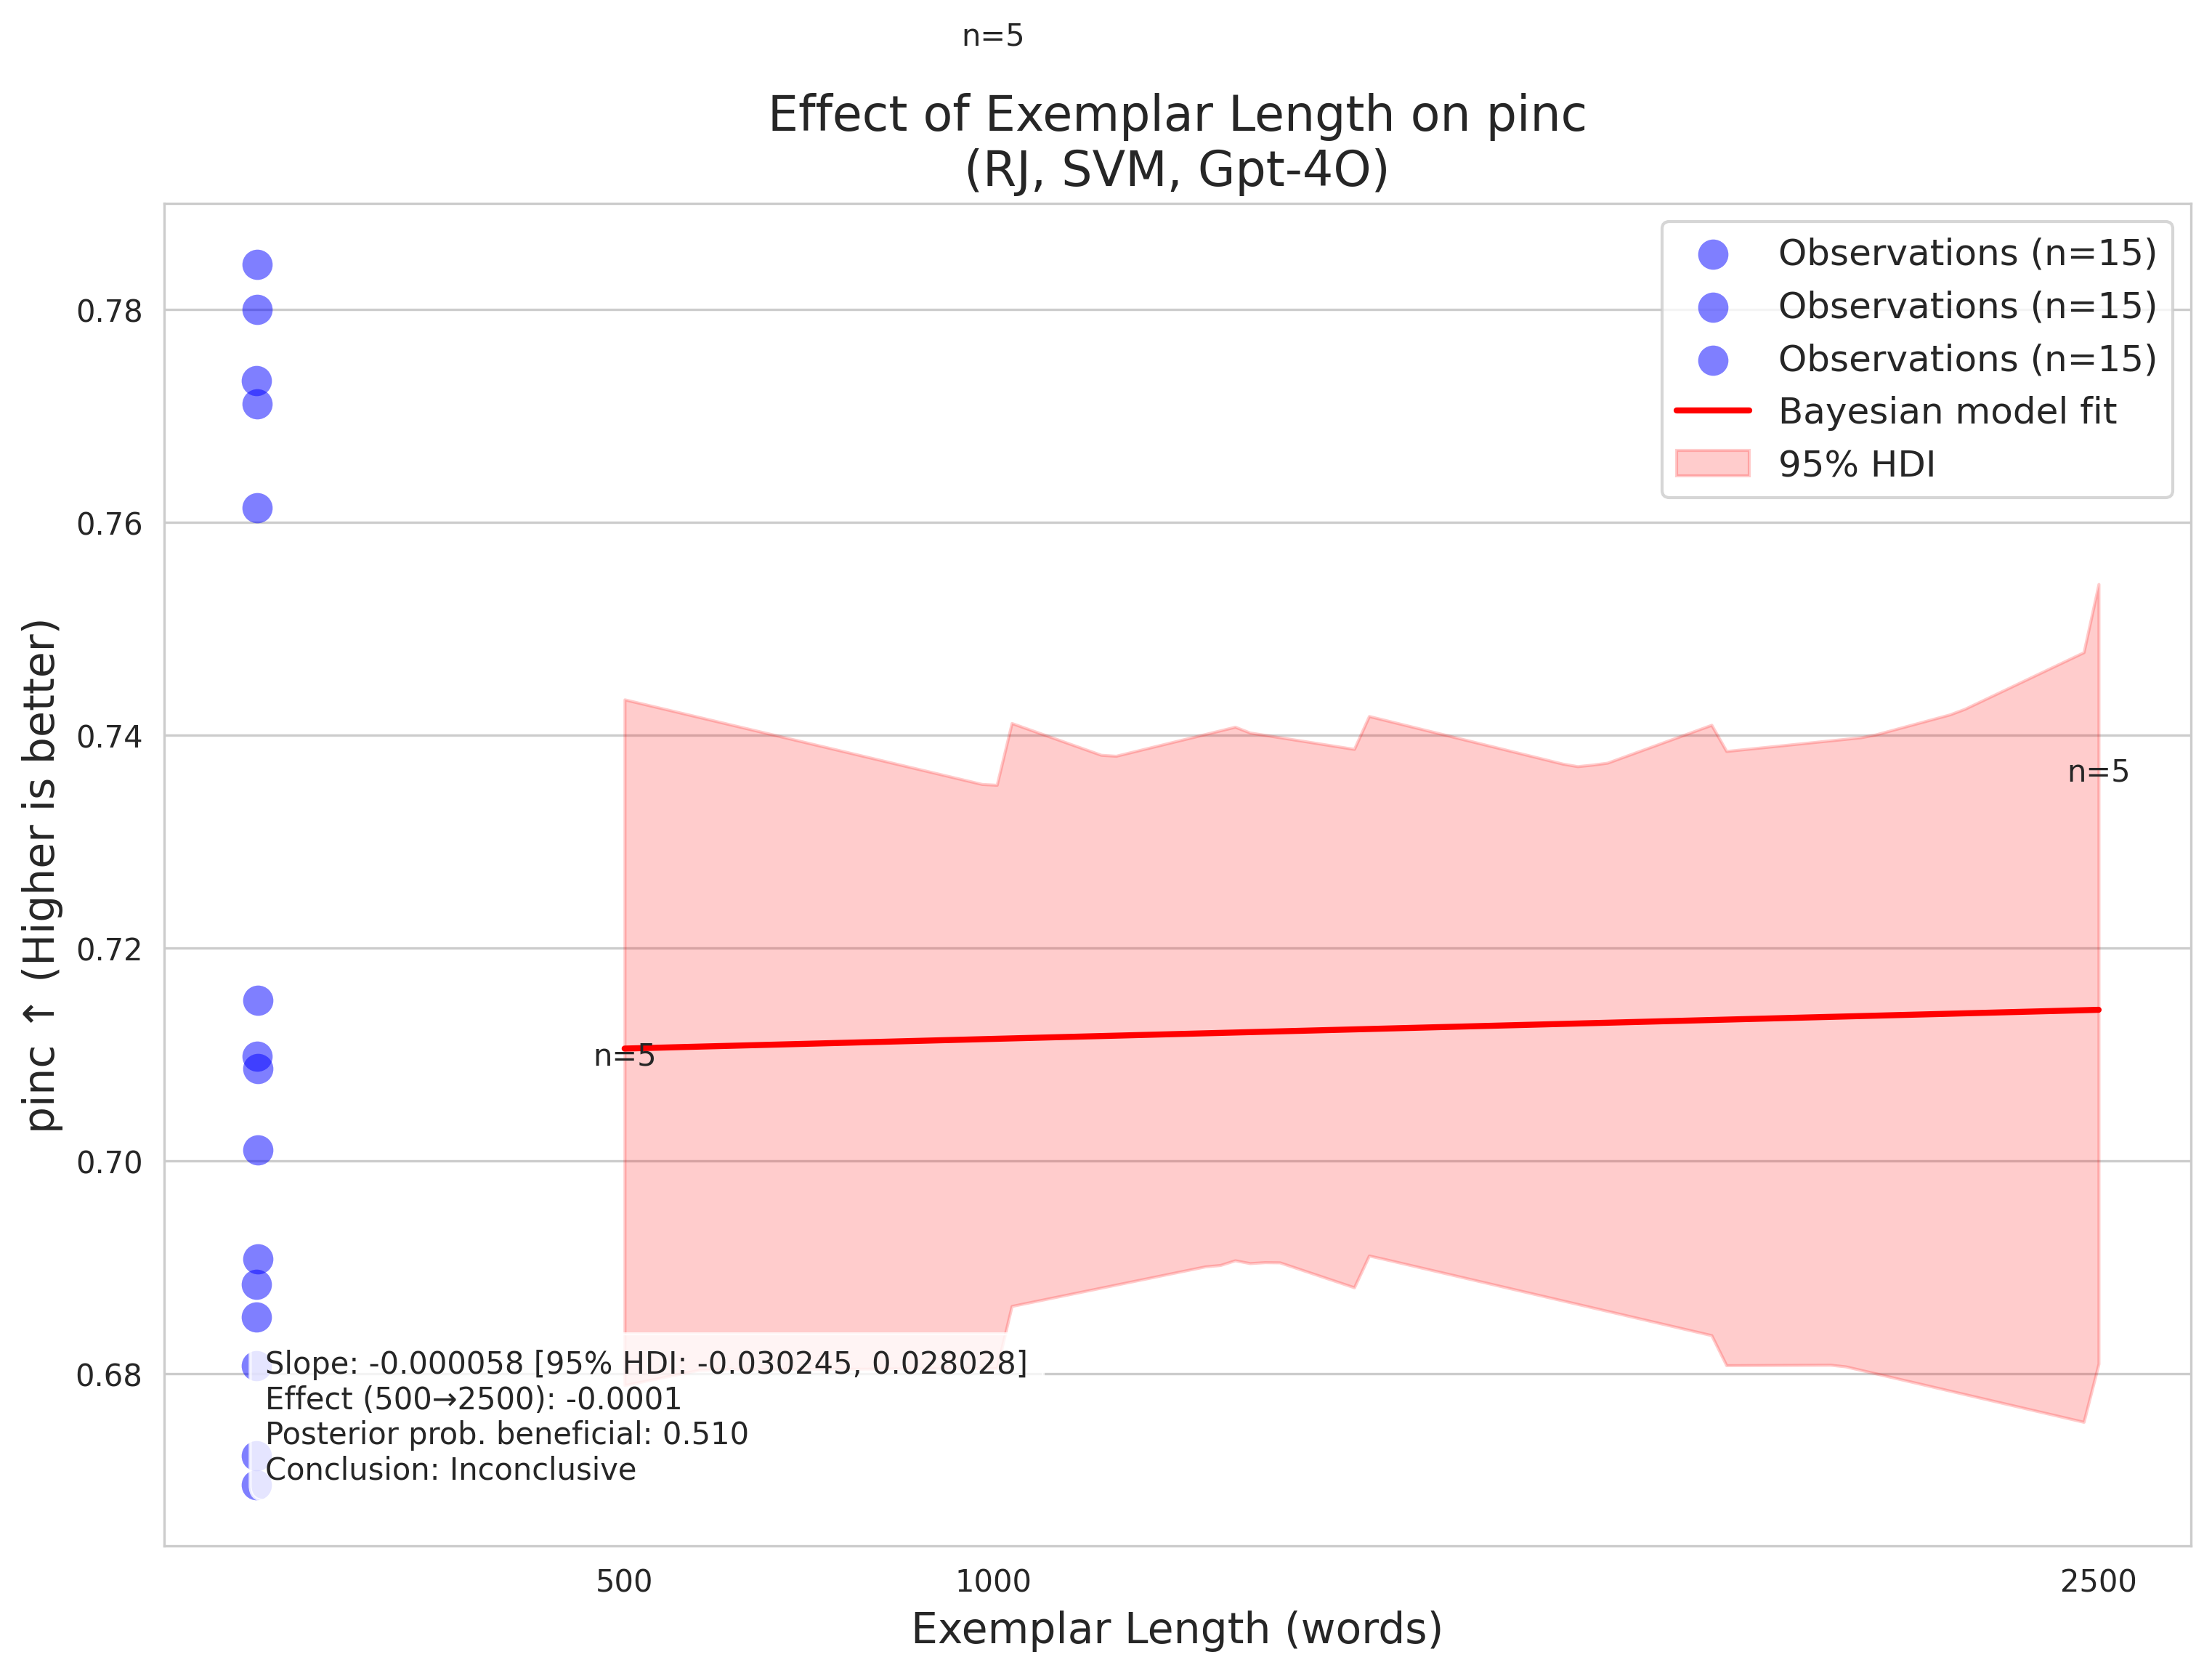 n=5
Effect of Exemplar Length on pinc
(RJ, SVM, Gpt-4O)
Observations (n=15)
Observations (n=15)
Observations (n=15)
Bayesian model fit
95% HDI
pinc ↑ (Higher is better)
0.78
0.76
0.74
0.72
0.70
0.68
n=5
n=5
Slope: -0.000058 [95% HDI: -0.030245, 0.028028]
Effect (500→2500): -0.0001
Posterior prob. beneficial: 0.510
Conclusion: Inconclusive
500
1000
2500
Exemplar Length (words)